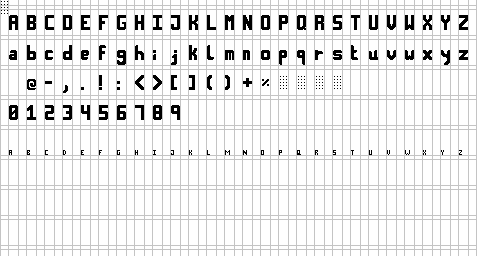 A B C D E F G H I J K L M N O P Q R S T U V W X Y Z
a b c d e f g h i j k l m n o p q r s t u v w x y z
@ - , . ! : < > [ ] ( ) + %
0 1 2 3 4 5 6 7 8 9
A B C D E F G H I J K L M N O P Q R S T U V W X Y Z